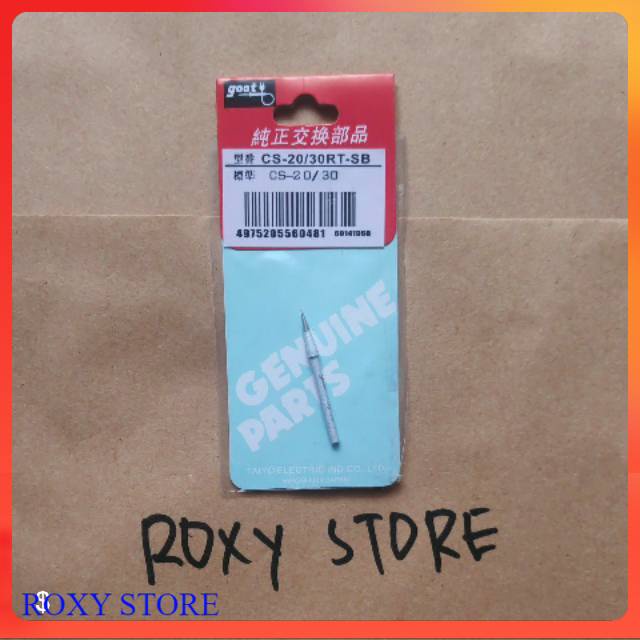 goot
純正交換部品
型番 CS-20/30RT-SB
標準 CS-20/30
4975205560481 60141058
GENUINE
PARTS
TAIYO ELECTRIC IND.CO.,LTD.
ROXY STORE
$ROXY STORE